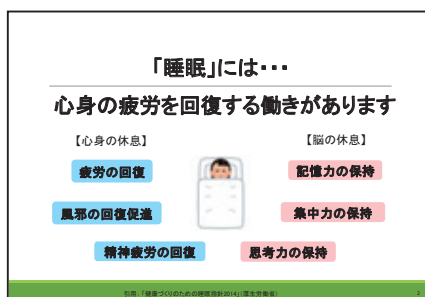 「睡眠」には・・・
心身の疲労を回復する働きがあります
【心身の休息】
【脳の休息】
疲労の回復
記憶力の保持
風邪の回復促進
集中力の保持
精神疲労の回復
思考力の保持
引用:「健康づくりのための睡眠指針2014」(厚生労働省)
2